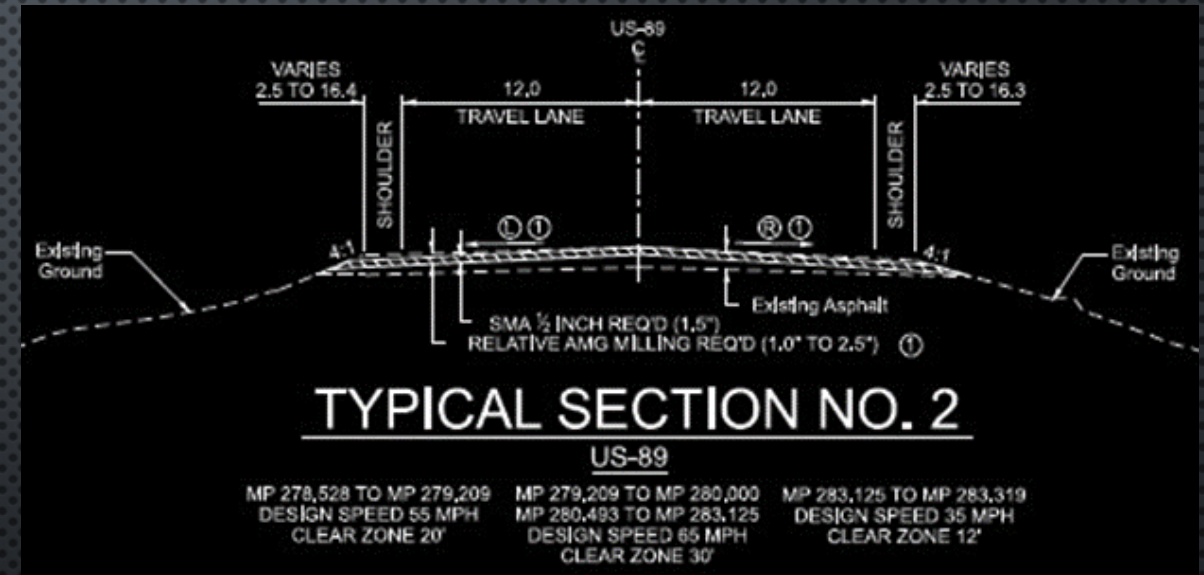 US-89
℄
VARIES
2.5 TO 16.4
12.0
TRAVEL LANE
12.0
TRAVEL LANE
VARIES
2.5 TO 16.3
SHOULDER
SHOULDER
Ⓛ ①
Ⓡ ①
Existing
Ground
4:1
4:1
Existing
Ground
Existing Asphalt
SMA ½ INCH REQ'D (1.5")
RELATIVE AMG MILLING REQ'D (1.0" TO 2.5") ①
TYPICAL SECTION NO. 2
US-89
MP 278.528 TO MP 279.209
DESIGN SPEED 55 MPH
CLEAR ZONE 20'
MP 279.209 TO MP 280.000
MP 280.493 TO MP 283.125
DESIGN SPEED 65 MPH
CLEAR ZONE 30'
MP 283.125 TO MP 283.319
DESIGN SPEED 35 MPH
CLEAR ZONE 12'